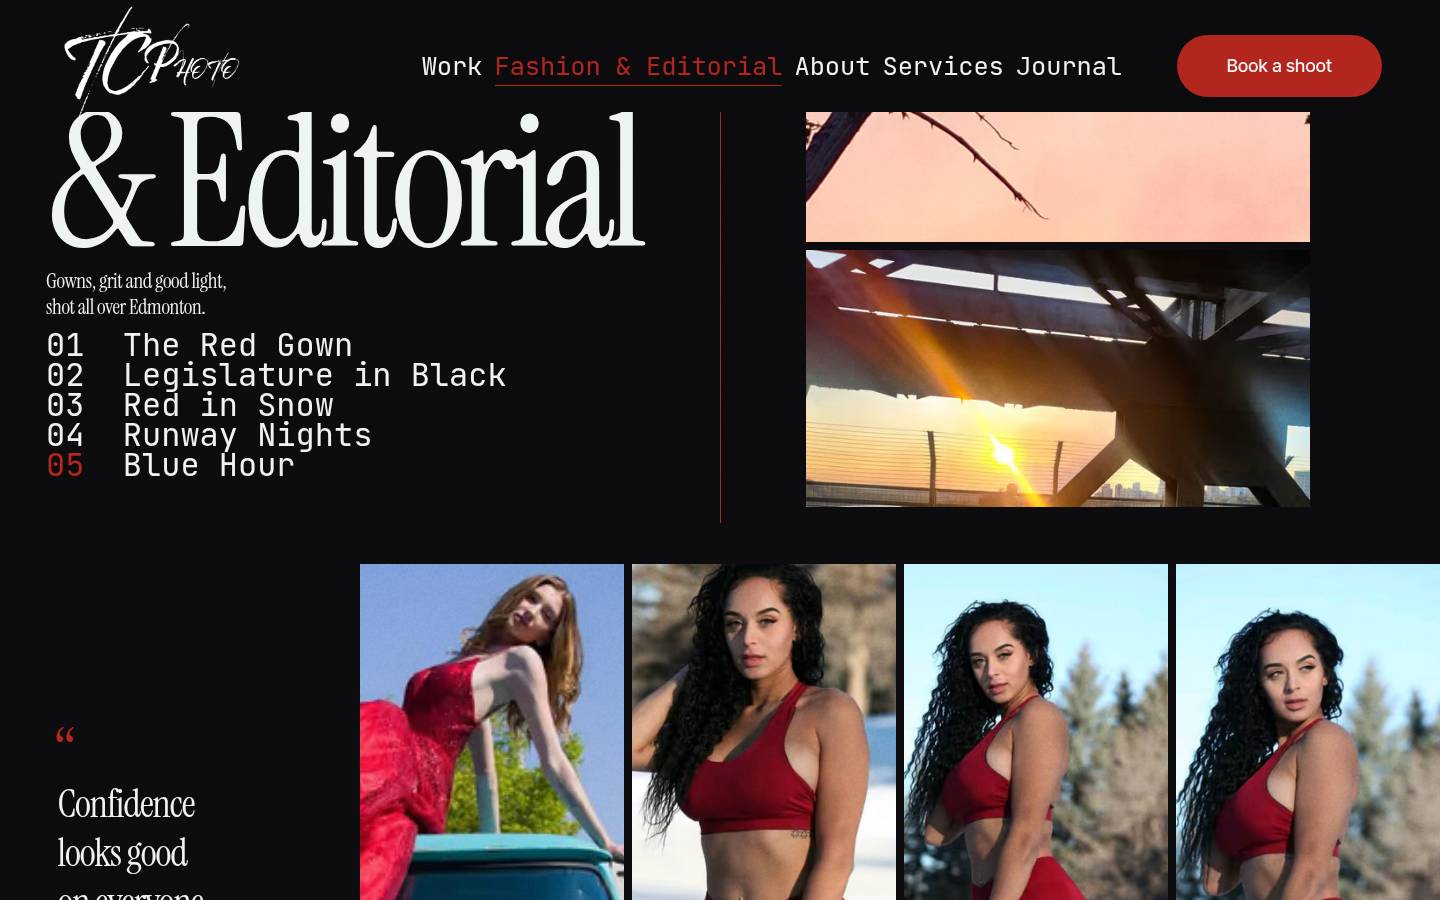 TCPHOTO
Work Fashion & Editorial About Services Journal
Book a shoot
& Editorial
Gowns, grit and good light,
shot all over Edmonton.
01 The Red Gown
02 Legislature in Black
03 Red in Snow
04 Runway Nights
05 Blue Hour
“
Confidence
looks good
on everyone